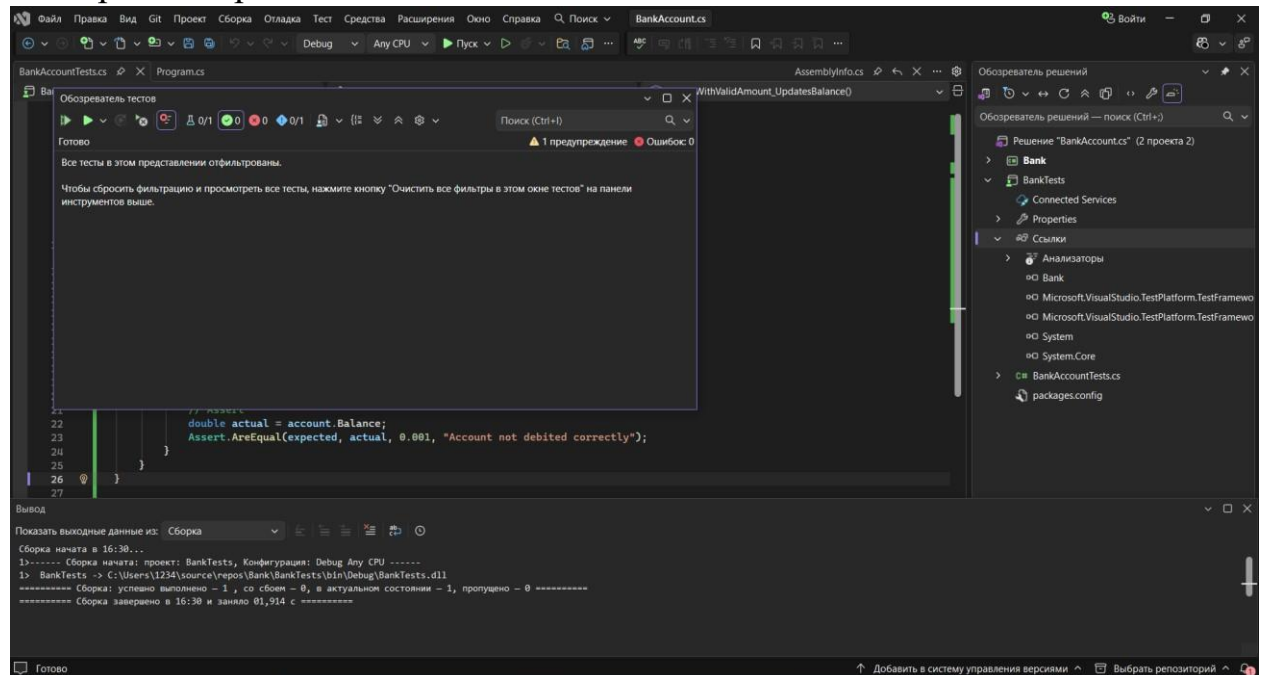 Файл Правка Вид Git Проект Сборка Отладка Тест Средства Расширения Окно Справка Поиск BankAccount.cs Войти
Debug Any CPU Пуск
BankAccountTests.cs Program.cs AssemblyInfo.cs
Обозреватель решений
WithValidAmount_UpdatesBalance()
Обозреватель тестов
0/1 0 0 0/1 Поиск (Ctrl+I)
Готово 1 предупреждение Ошибок: 0
Все тесты в этом представлении отфильтрованы.
Чтобы сбросить фильтрацию и просмотреть все тесты, нажмите кнопку "Очистить все фильтры в этом окне тестов" на панели
инструментов выше.
Обозреватель решений — поиск (Ctrl+;)
Решение "BankAccount.cs" (2 проекта 2)
Bank
BankTests
Connected Services
Properties
Ссылки
Анализаторы
Bank
Microsoft.VisualStudio.TestPlatform.TestFramewo
Microsoft.VisualStudio.TestPlatform.TestFramewo
System
System.Core
BankAccountTests.cs
packages.config
22 double actual = account.Balance;
23 Assert.AreEqual(expected, actual, 0.001, "Account not debited correctly");
24 }
25 }
26 }
27
Вывод
Показать выходные данные из: Сборка
Сборка начата в 16:30...
1>------ Сборка начата: проект: BankTests, Конфигурация: Debug Any CPU ------
1> BankTests -> C:\Users\1234\source\repos\Bank\BankTests\bin\Debug\BankTests.dll
========== Сборка: успешно выполнено – 1 , со сбоем – 0, в актуальном состоянии – 1, пропущено – 0 ==========
========== Сборка завершено в 16:30 и заняло 01,914 с ==========
Готово Добавить в систему управления версиями Выбрать репозиторий